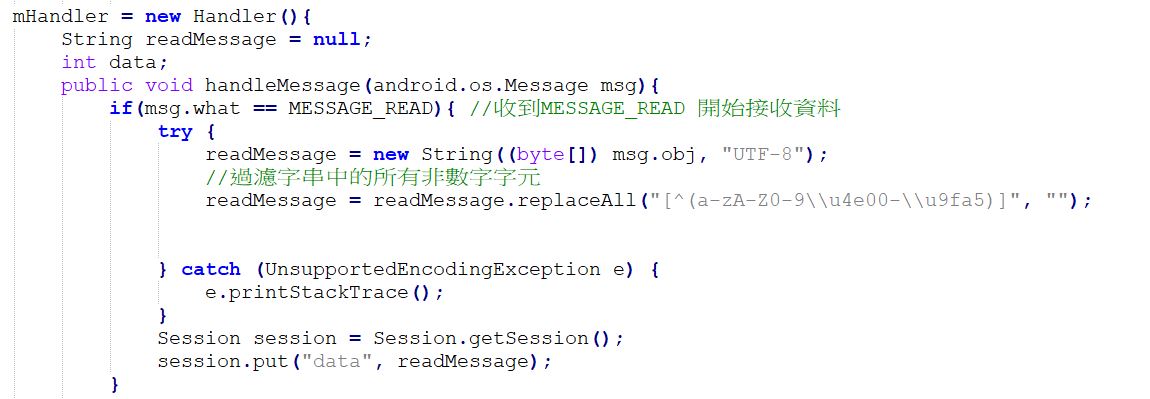 mHandler = new Handler(){
String readMessage = null;
int data;
public void handleMessage(android.os.Message msg){
if(msg.what == MESSAGE_READ){ //收到MESSAGE_READ 開始接收資料
try {
readMessage = new String((byte[]) msg.obj, "UTF-8");
//過濾字串中的所有非數字字元
readMessage = readMessage.replaceAll("[^(a-zA-Z0-9\\u4e00-\\u9fa5)]", "");
} catch (UnsupportedEncodingException e) {
e.printStackTrace();
}
Session session = Session.getSession();
session.put("data", readMessage);
}